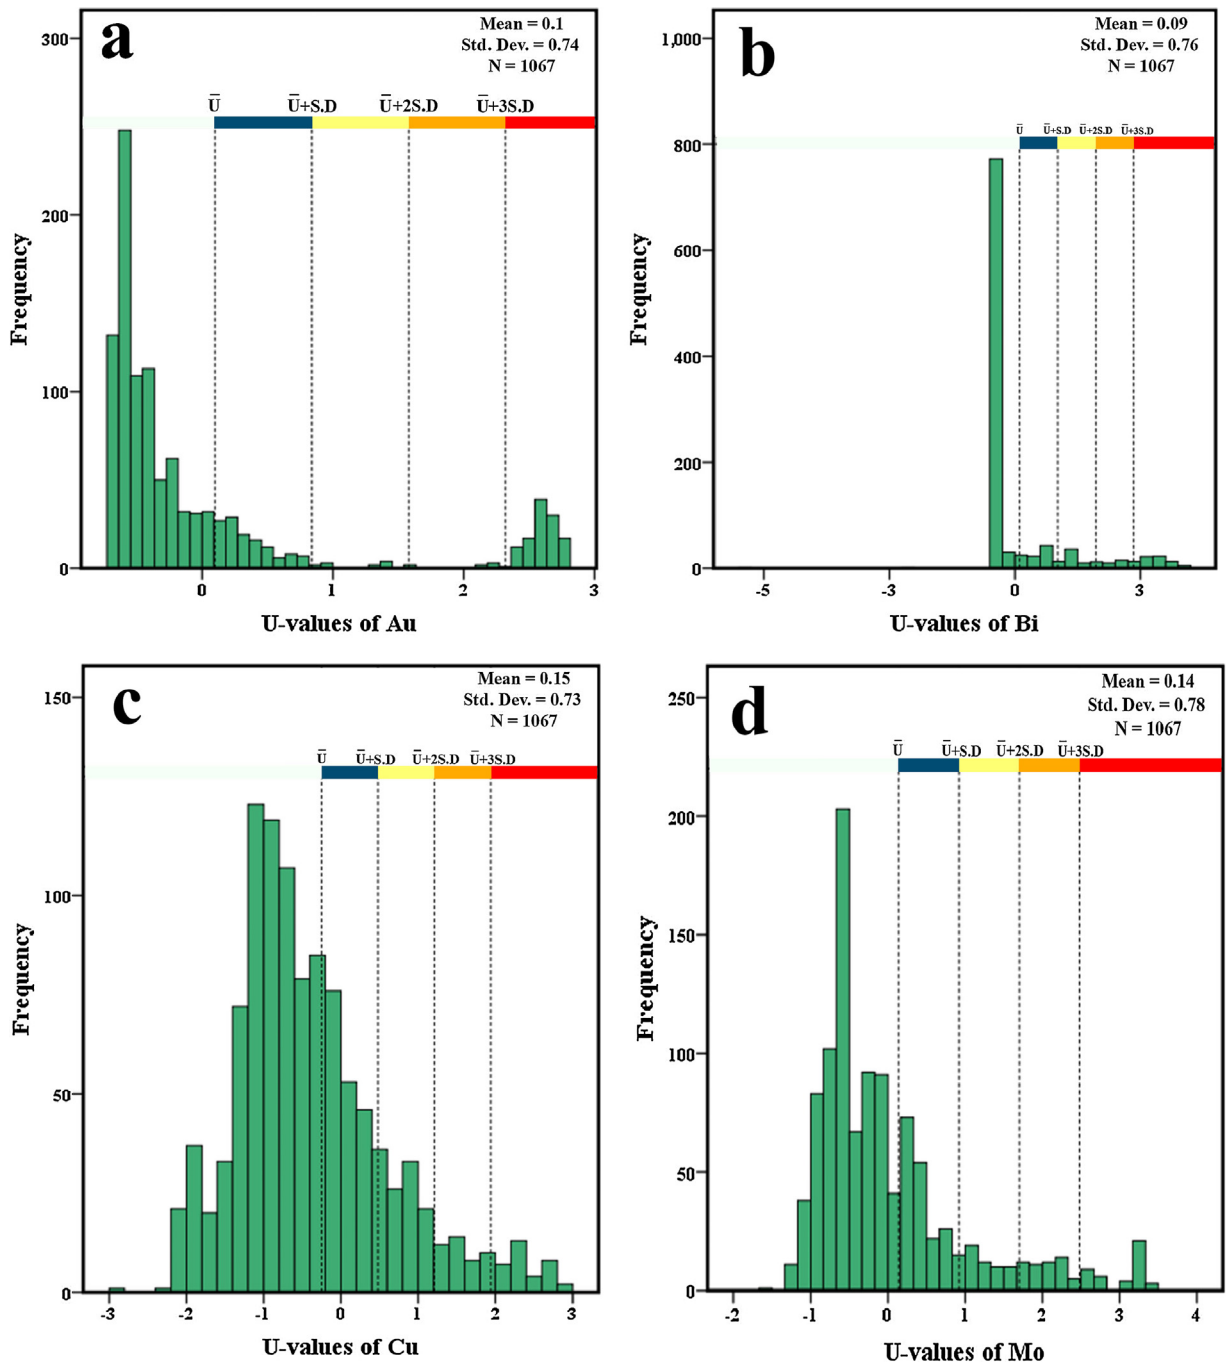 a
Mean = 0.1
Std. Dev. = 0.74
N = 1067
Ū Ū+S.D Ū+2S.D Ū+3S.D
300
200
100
0
Frequency
0 1 2 3
U-values of Au
b
Mean = 0.09
Std. Dev. = 0.76
N = 1067
Ū Ū+S.D Ū+2S.D Ū+3S.D
1,000
800
600
400
200
0
Frequency
-5 -3 0 3
U-values of Bi
c
Mean = 0.15
Std. Dev. = 0.73
N = 1067
Ū Ū+S.D Ū+2S.D Ū+3S.D
150
100
50
0
Frequency
-3 -2 -1 0 1 2 3
U-values of Cu
d
Mean = 0.14
Std. Dev. = 0.78
N = 1067
Ū Ū+S.D Ū+2S.D Ū+3S.D
250
200
150
100
50
0
Frequency
-2 -1 0 1 2 3 4
U-values of Mo